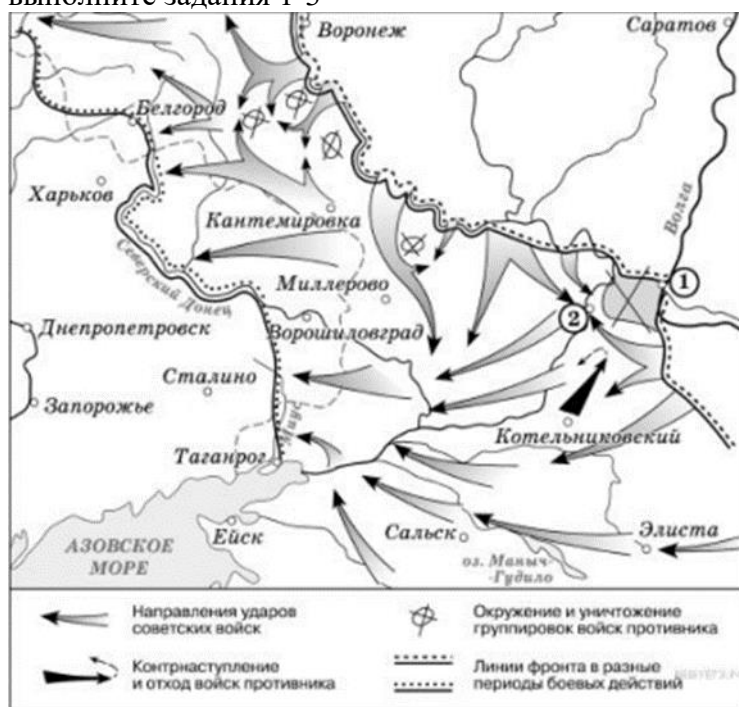 выполните задания 1-3
Воронеж
Саратов
Белгород
Волга
Харьков
Кантемировка
Северский Донец
Миллерово
1
2
Днепропетровск
Ворошиловград
Сталино
Запорожье
Миус
Котельниковский
Таганрог
Ейск
Сальск
Элиста
АЗОВСКОЕ
МОРЕ
оз. Маныч-
-Гудило
Направления ударов
советских войск
Окружение и уничтожение
группировок войск противника
Контрнаступление
и отход войск противника
Линии фронта в разные
периоды боевых действий